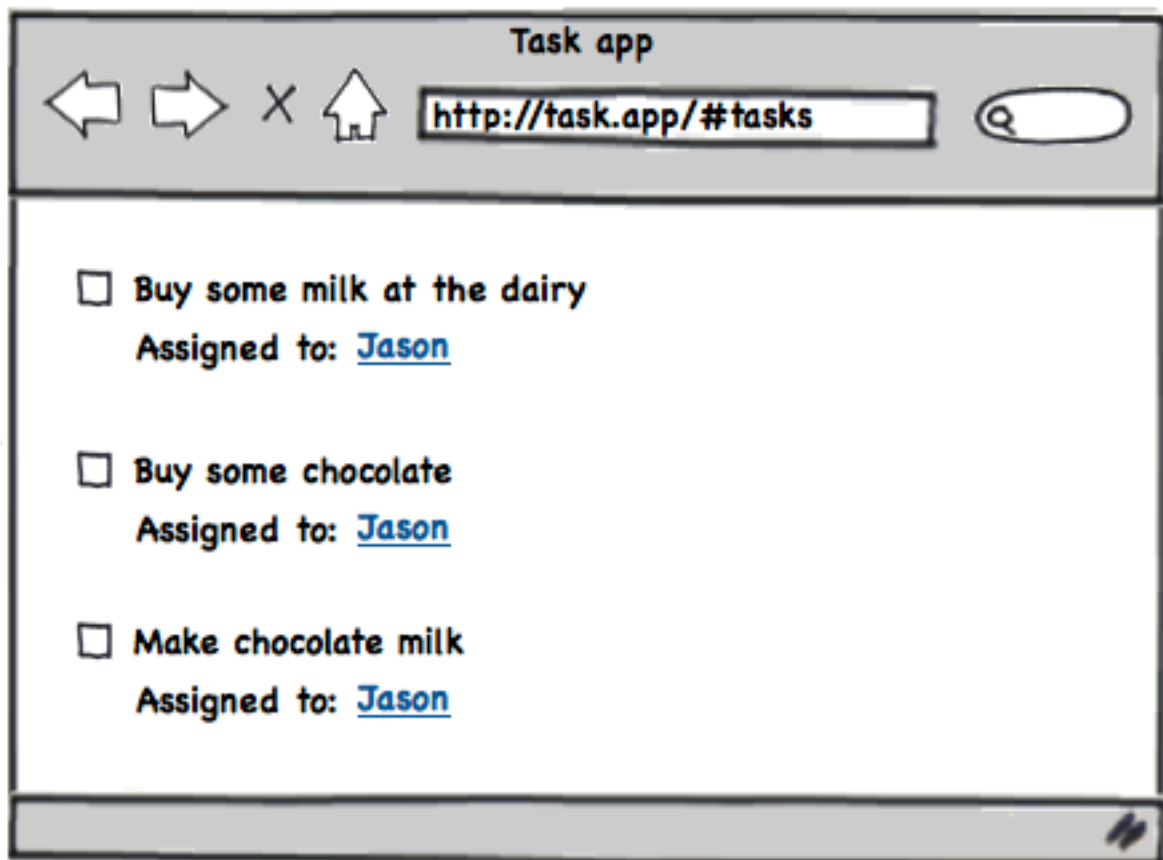 Task app
http://task.app/#tasks
Buy some milk at the dairy
Assigned to: Jason
Buy some chocolate
Assigned to: Jason
Make chocolate milk
Assigned to: Jason